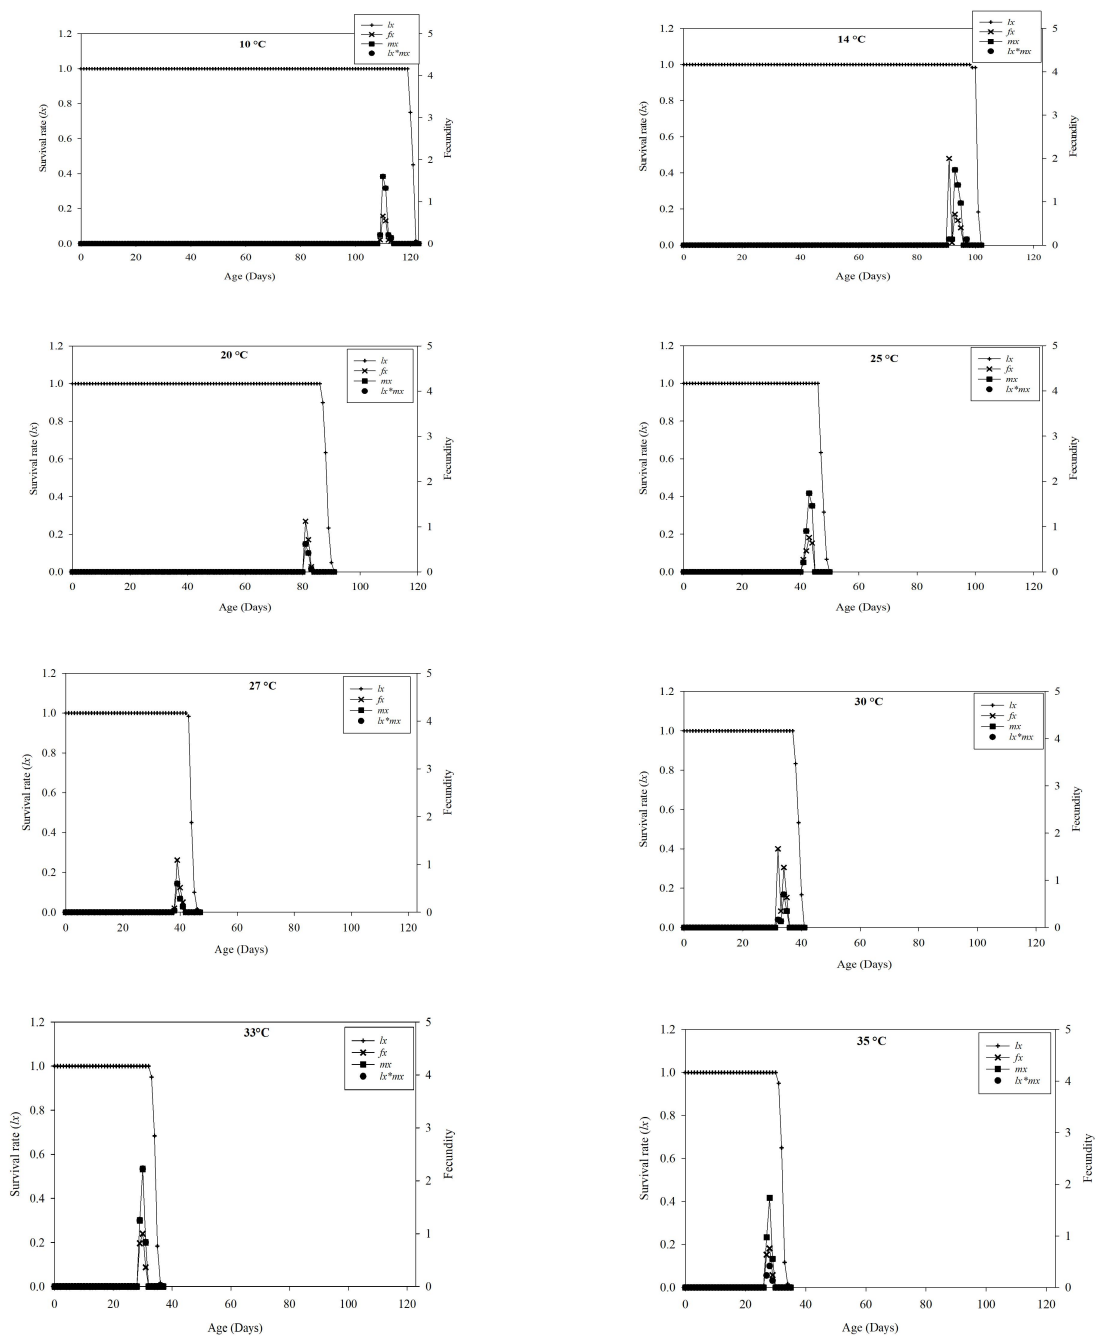 10 °C
lx
fx
mx
lx*mx
Survival rate (lx)
1.2
1.0
0.8
0.6
0.4
0.2
0.0
5
4
3
2
1
0
Fecundity
0 20 40 60 80 100 120
Age (Days)
14 °C
lx
fx
mx
lx*mx
Survival rate (lx)
1.2
1.0
0.8
0.6
0.4
0.2
0.0
5
4
3
2
1
0
Fecundity
0 20 40 60 80 100 120
Age (Days)
20 °C
lx
fx
mx
lx*mx
Survival rate (lx)
1.2
1.0
0.8
0.6
0.4
0.2
0.0
5
4
3
2
1
0
Fecundity
0 20 40 60 80 100 120
Age (Days)
25 °C
lx
fx
mx
lx*mx
Survival rate (lx)
1.2
1.0
0.8
0.6
0.4
0.2
0.0
5
4
3
2
1
0
Fecundity
0 20 40 60 80 100 120
Age (Days)
27 °C
lx
fx
mx
lx*mx
Survival rate (lx)
1.2
1.0
0.8
0.6
0.4
0.2
0.0
5
4
3
2
1
0
Fecundity
0 20 40 60 80 100 120
Age (Days)
30 °C
lx
fx
mx
lx*mx
Survival rate (lx)
1.2
1.0
0.8
0.6
0.4
0.2
0.0
5
4
3
2
1
0
Fecundity
0 20 40 60 80 100 120
Age (Days)
33°C
lx
fx
mx
lx*mx
Survival rate (lx)
1.2
1.0
0.8
0.6
0.4
0.2
0.0
5
4
3
2
1
0
Fecundity
0 20 40 60 80 100 120
Age (Days)
35 °C
lx
fx
mx
lx*mx
Survival rate (lx)
1.2
1.0
0.8
0.6
0.4
0.2
0.0
5
4
3
2
1
0
Fecundity
0 20 40 60 80 100 120
Age (Days)